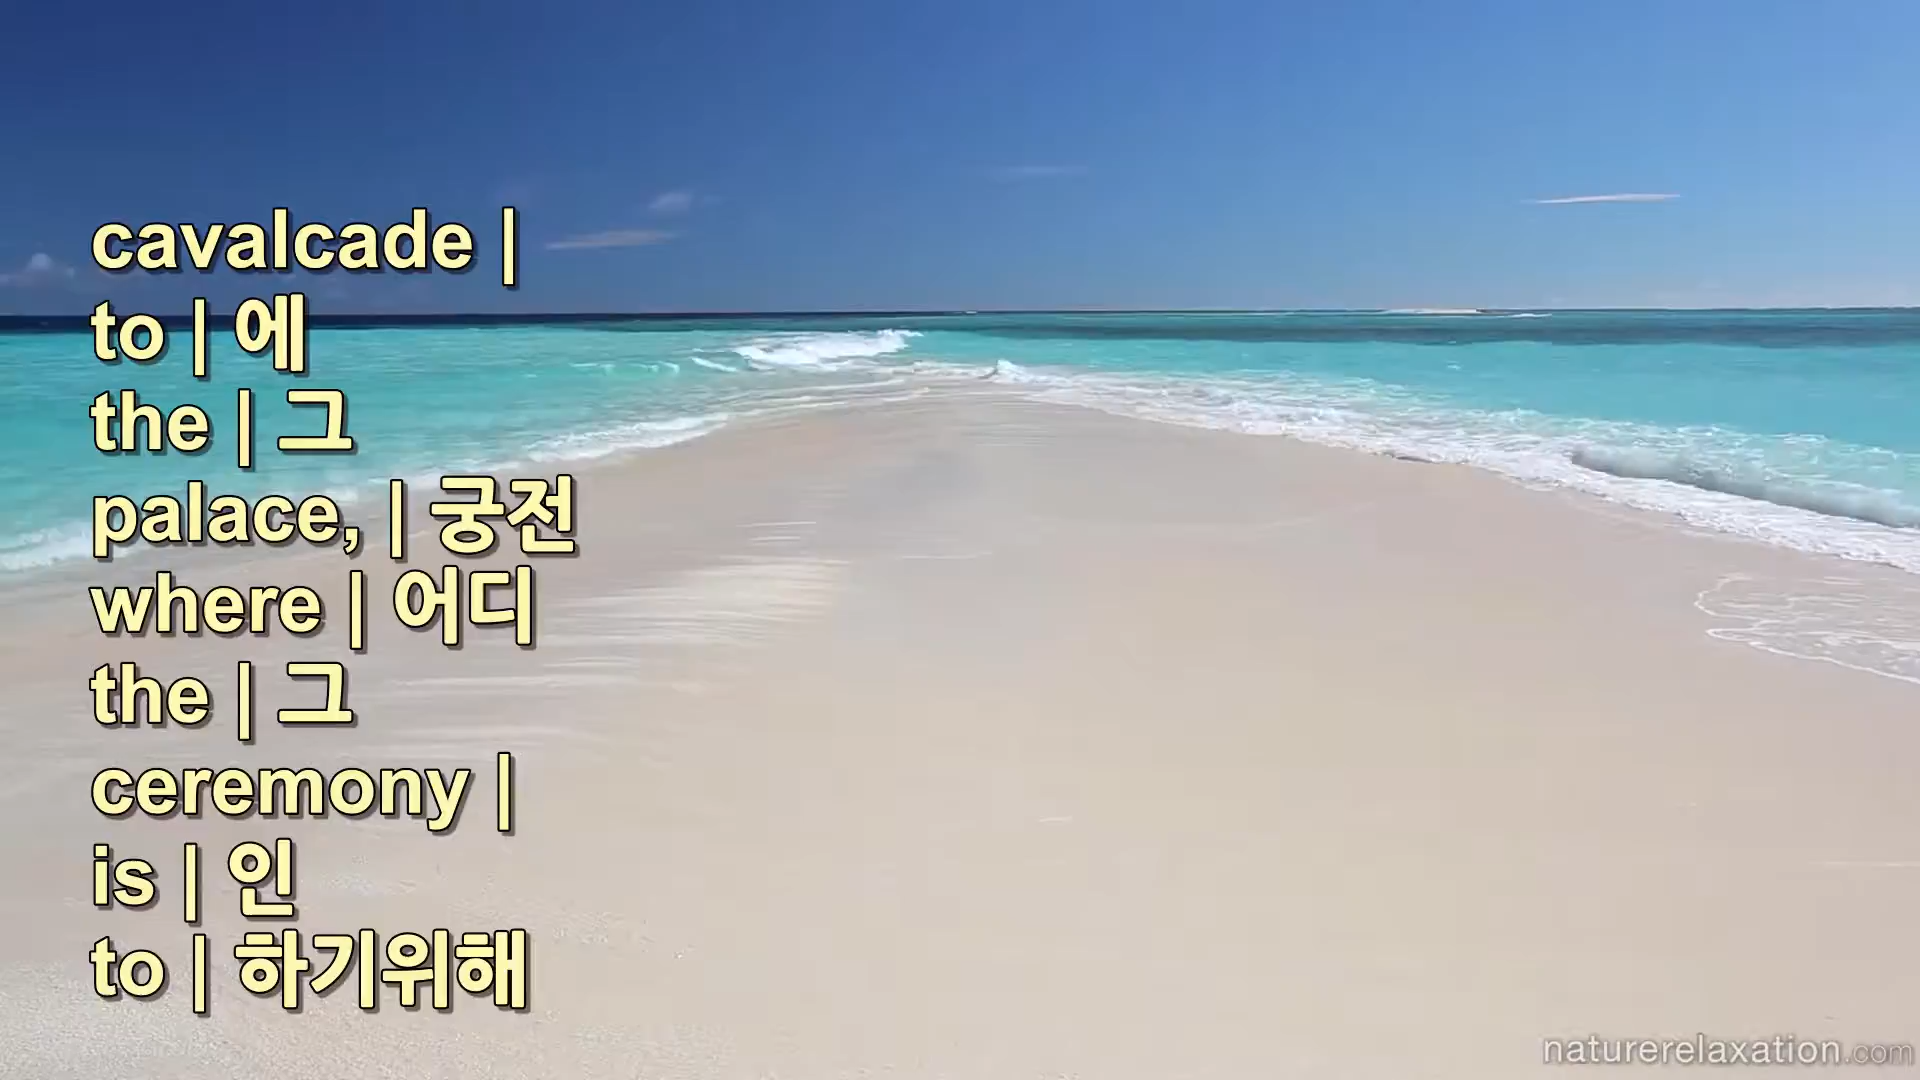 cavalcade |
to | 에
the | 그
palace, | 궁전
where | 어디
the | 그
ceremony |
is | 인
to | 하기위해
naturerelaxation.com